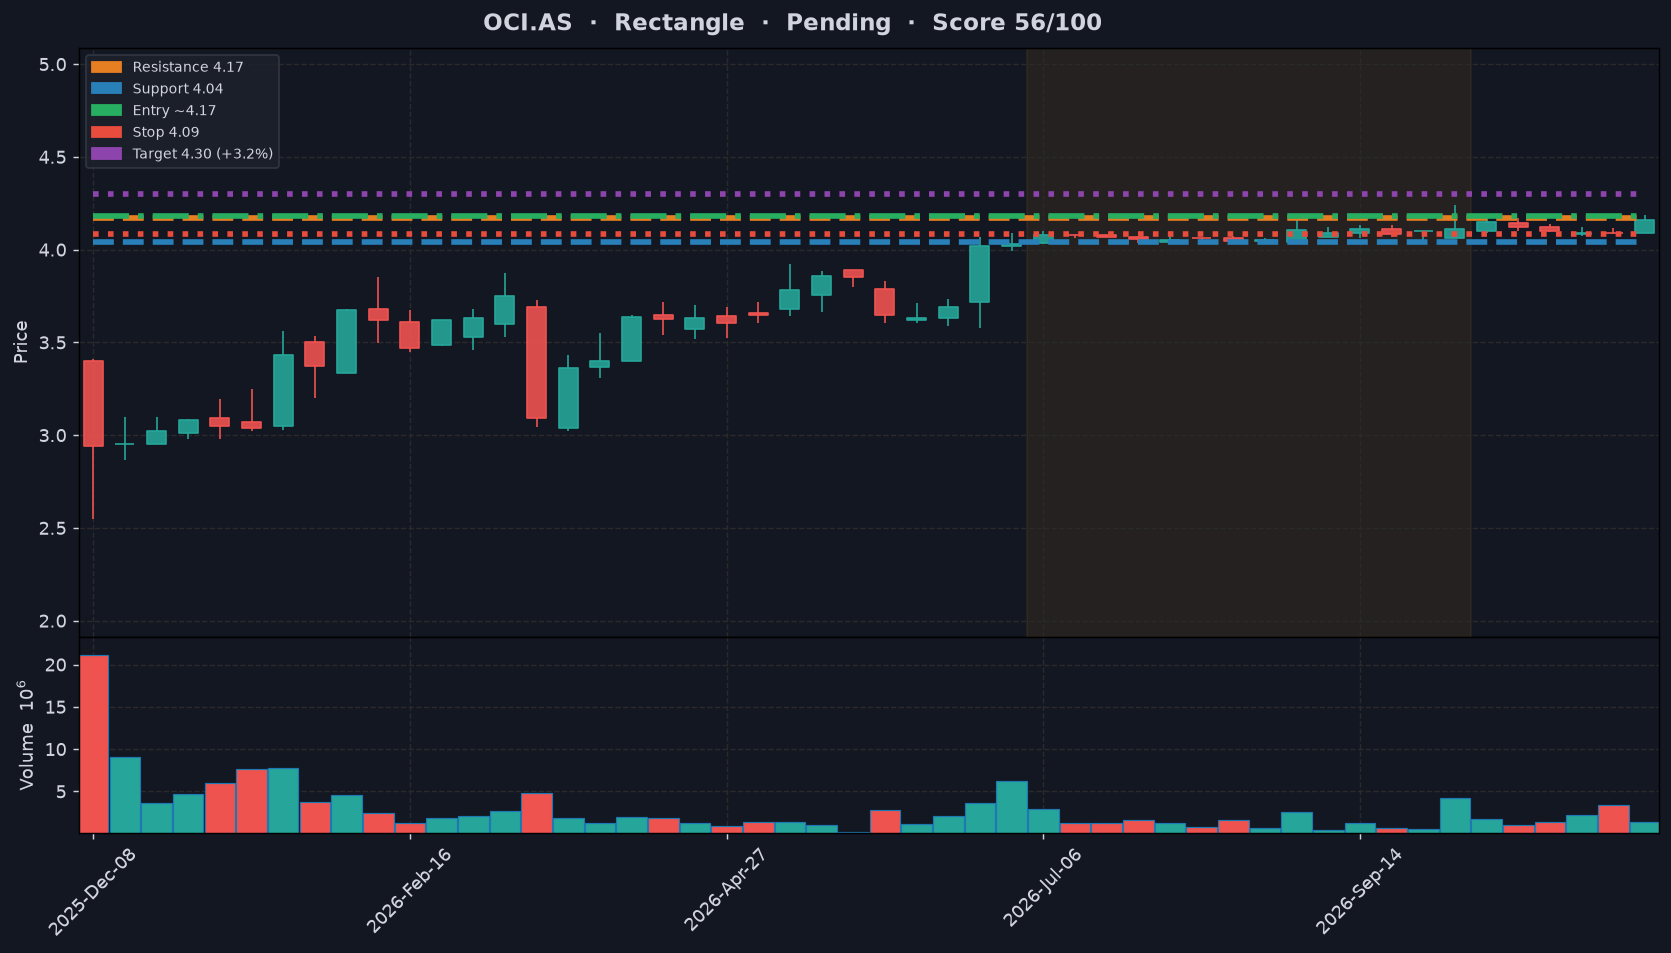 OCI.AS · Rectangle · Pending · Score 56/100
Resistance 4.17
Support 4.04
Entry ~4.17
Stop 4.09
Target 4.30 (+3.2%)
Price
5.0
4.5
4.0
3.5
3.0
2.5
2.0
Volume 10⁶
20
15
10
5
2025-Dec-08
2026-Feb-16
2026-Apr-27
2026-Jul-06
2026-Sep-14